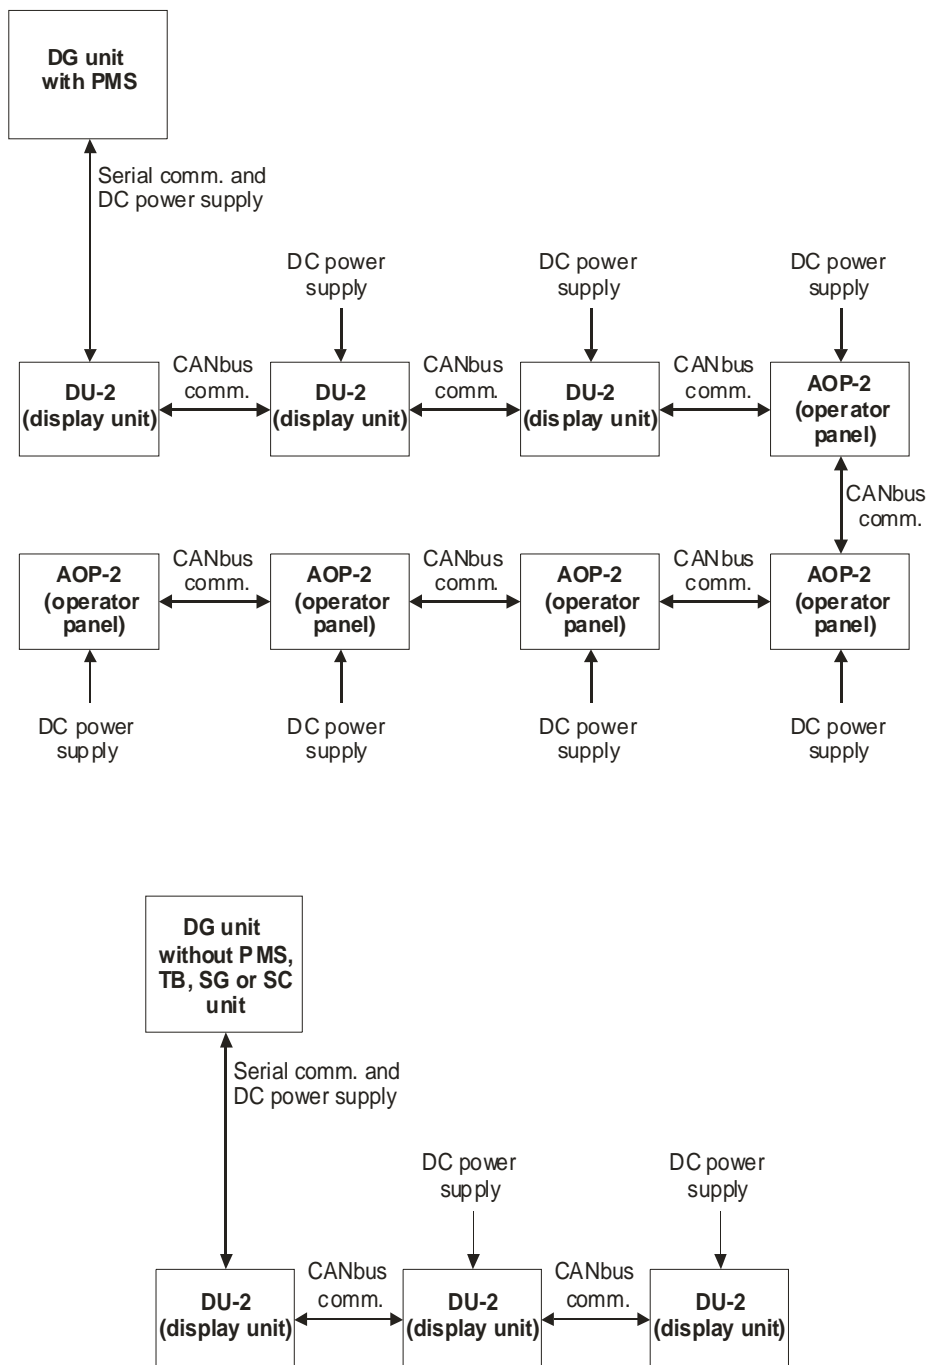 DG unit
with PMS
Serial comm. and
DC power supply
DC power
supply
DC power
supply
DC power
supply
DU-2
(display unit)
CANbus
comm.
DU-2
(display unit)
CANbus
comm.
DU-2
(display unit)
CANbus
comm.
AOP-2
(operator
panel)
CANbus
comm.
AOP-2
(operator
panel)
CANbus
comm.
AOP-2
(operator
panel)
CANbus
comm.
AOP-2
(operator
panel)
CANbus
comm.
AOP-2
(operator
panel)
DC power
supply
DC power
supply
DC power
supply
DC power
supply
DG unit
without PMS,
TB, SG or SC
unit
Serial comm. and
DC power supply
DC power
supply
DC power
supply
DU-2
(display unit)
CANbus
comm.
DU-2
(display unit)
CANbus
comm.
DU-2
(display unit)